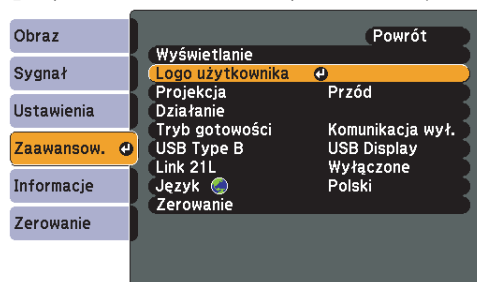 Obraz
Sygnał
Ustawienia
Zaawansow.
Informacje
Zerowanie
Powrót
Wyświetlanie
Logo użytkownika
Projekcja Przód
Działanie
Tryb gotowości Komunikacja wył.
USB Type B USB Display
Link 21L Wyłączone
Język Polski
Zerowanie